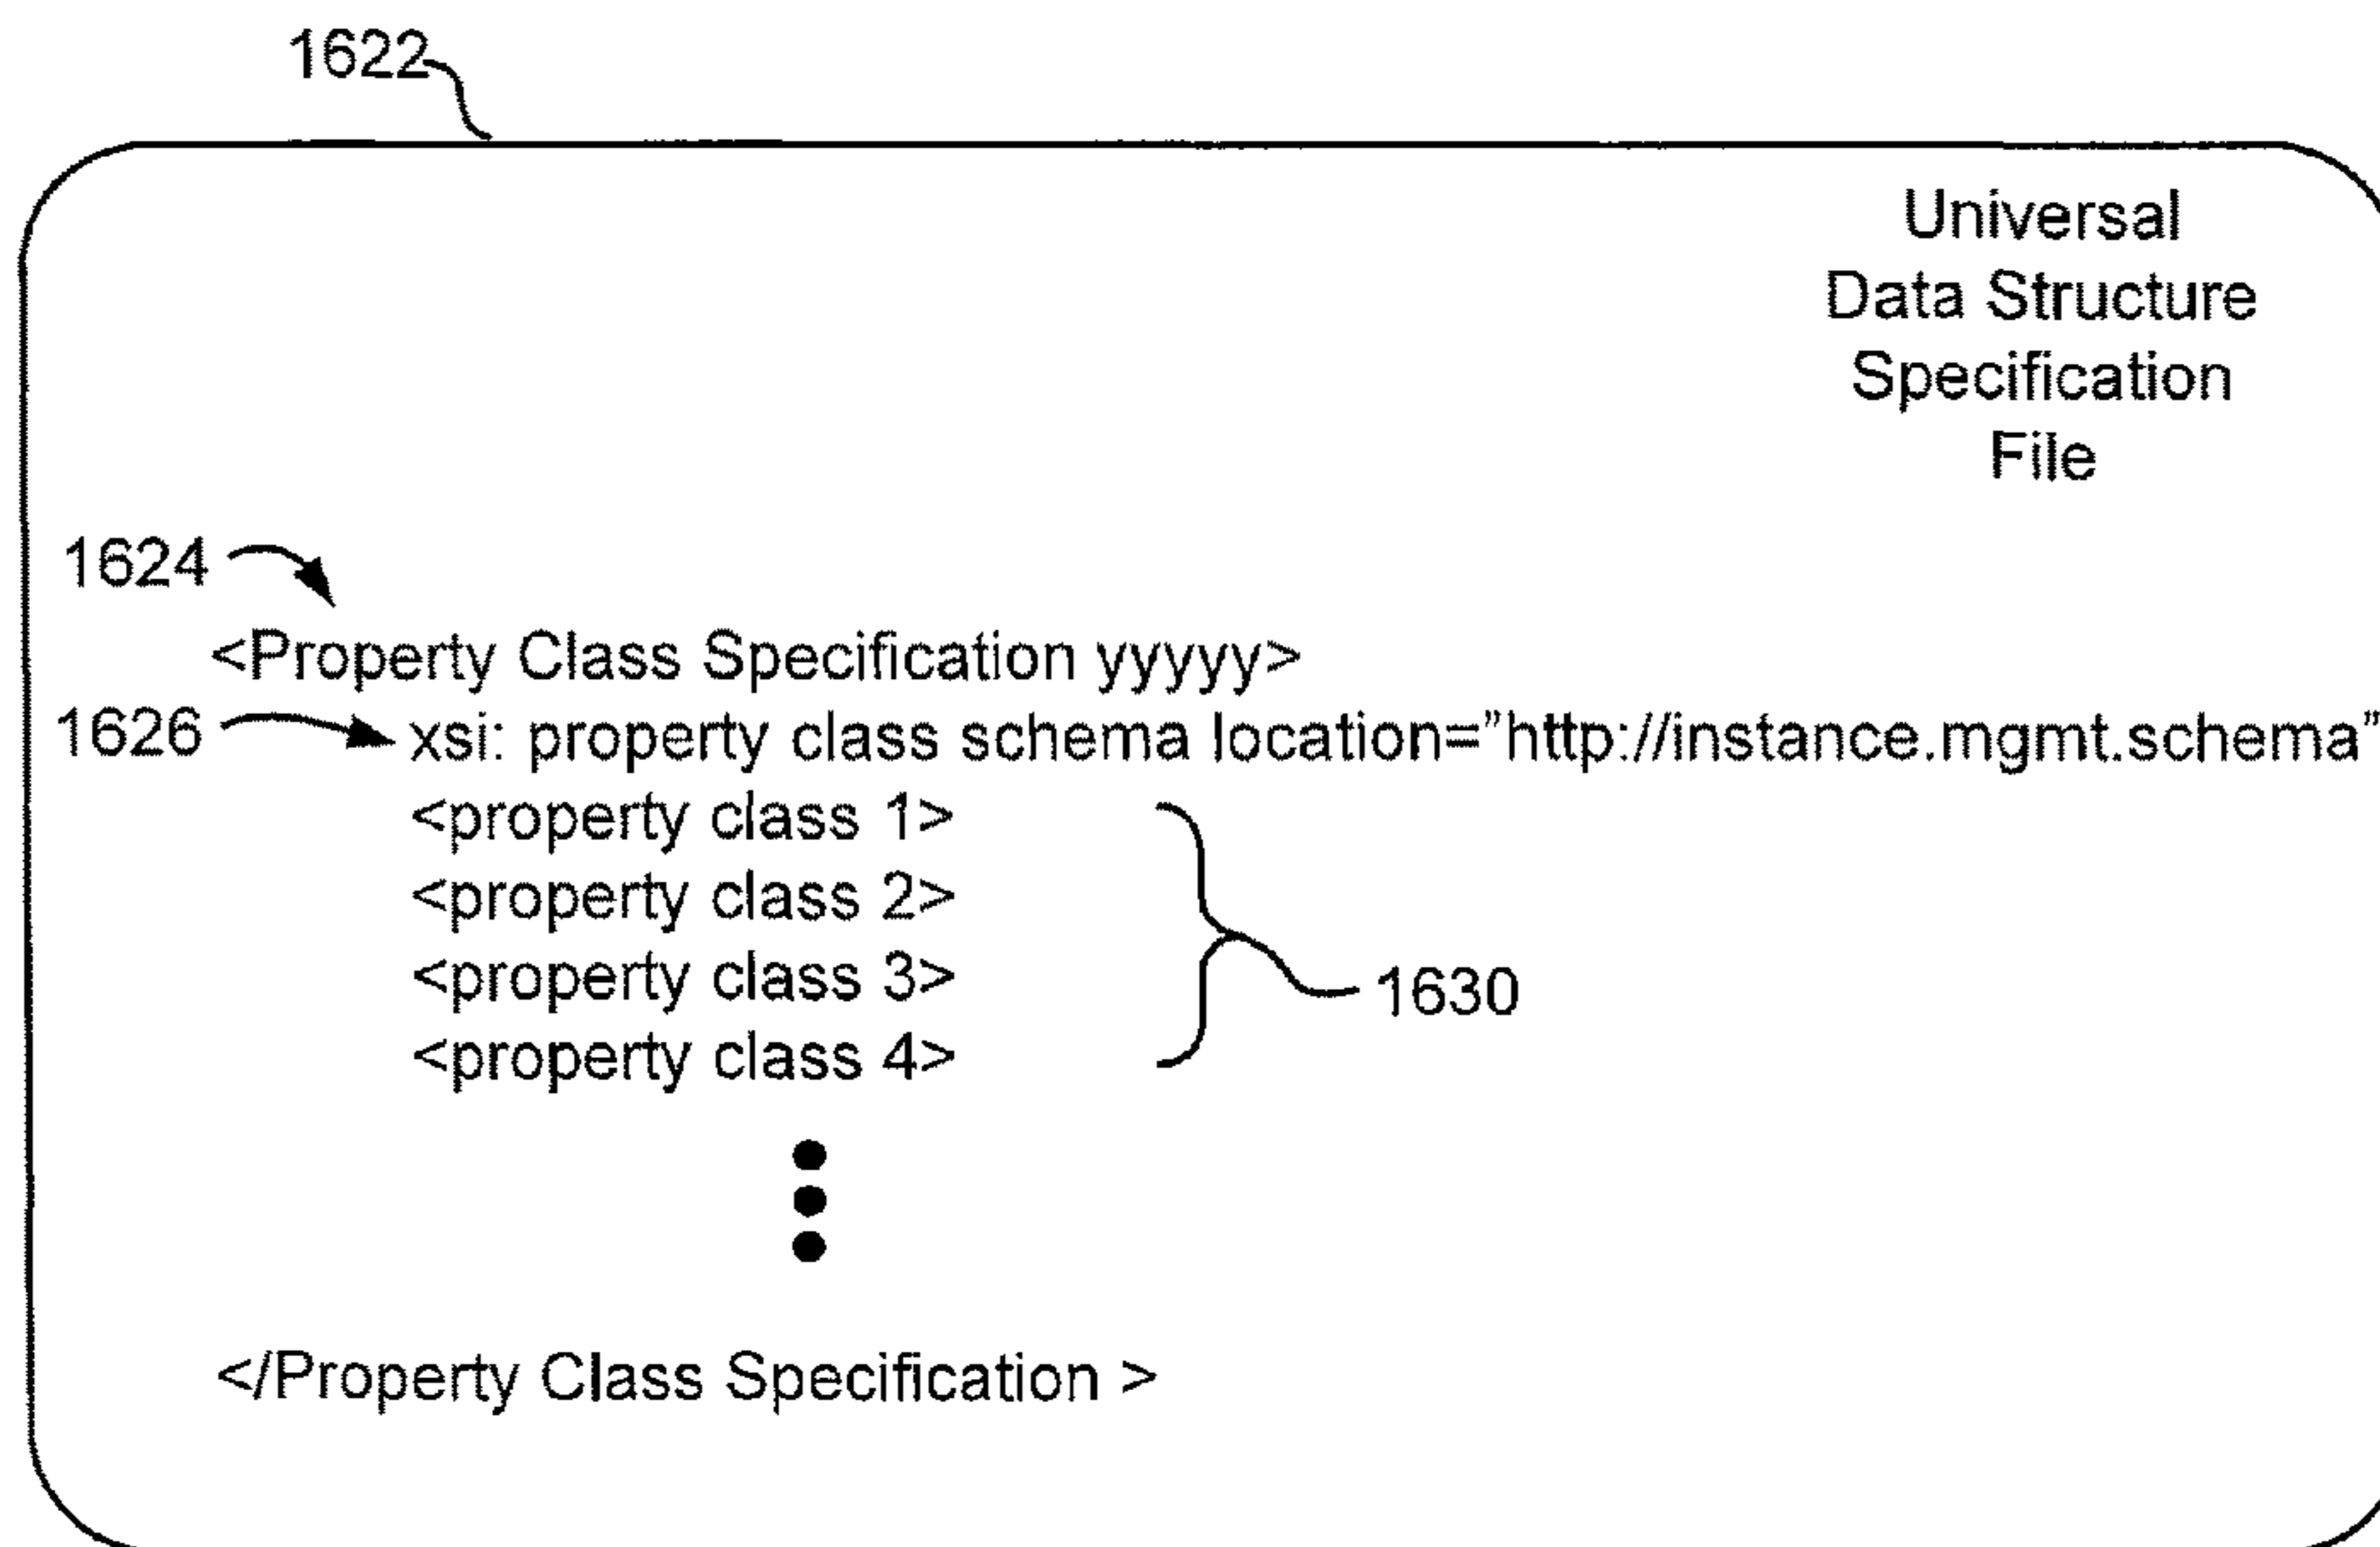 1622
Universal
Data Structure
Specification
File
1624
<Property Class Specification yyyyy>
1626
xsi: property class schema location=”http://instance.mgmt.schema”
<property class 1>
<property class 2>
<property class 3>
<property class 4>
1630
</Property Class Specification >